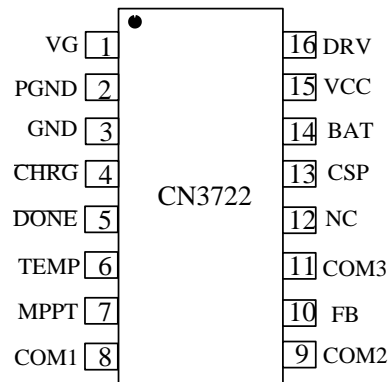 VG 1 16 DRV
PGND 2 15 VCC
GND 3 14 BAT
CHRG 4 13 CSP
CN3722
DONE 5 12 NC
TEMP 6 11 COM3
MPPT 7 10 FB
COM1 8 9 COM2